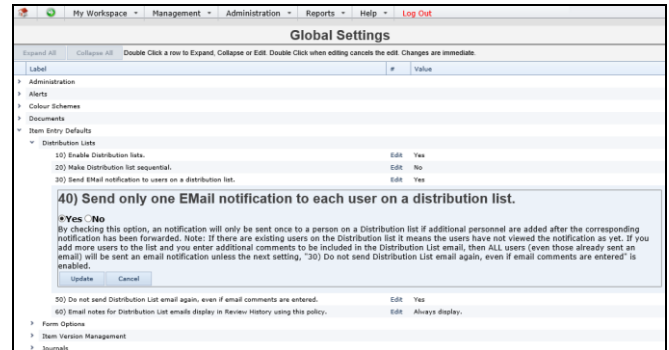 My Workspace Management Administration Reports Help Log Out
Global Settings
Expand All Collapse All Double Click a row to Expand, Collapse or Edit. Double Click when editing cancels the edit. Changes are immediate.
Label # Value
Administration
Alerts
Colour Schemes
Documents
Item Entry Defaults
Distribution Lists
10) Enable Distribution lists. Edit Yes
20) Make Distribution list sequential. Edit No
30) Send EMail notification to users on a distribution list. Edit Yes
40) Send only one EMail notification to each user on a distribution list.
Yes No
By checking this option, an notification will only be sent once to a person on a Distribution list if additional personnel are added after the corresponding
notification has been forwarded. Note: If there are existing users on the Distribution list it means the users have not viewed the notification as yet. If you
add more users to the list and you enter additional comments to be included in the Distribution List email, then ALL users (even those already sent an
email) will be sent an email notification unless the next setting, "30) Do not send Distribution List email again, even if email comments are entered" is
enabled.
Update Cancel
50) Do not send Distribution List email again, even if email comments are entered. Edit Yes
60) Email notes for Distribution List emails display in Review History using this policy. Edit Always display.
Form Options
Item Version Management
Journals